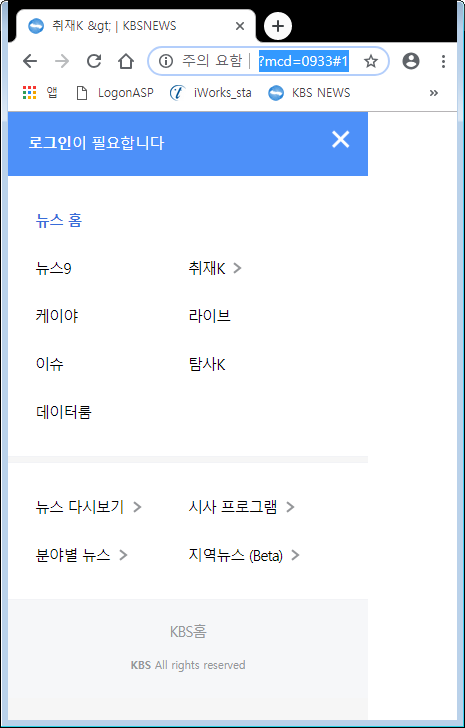 취재K &gt; | KBSNEWS
주의 요함 | ?mcd=0933#1
앱 LogonASP iWorks_sta KBS NEWS »
로그인이 필요합니다
뉴스 홈
뉴스9 취재K >
케이야 라이브
이슈 탐사K
데이터룸
뉴스 다시보기 > 시사 프로그램 >
분야별 뉴스 > 지역뉴스 (Beta) >
KBS홈
KBS All rights reserved